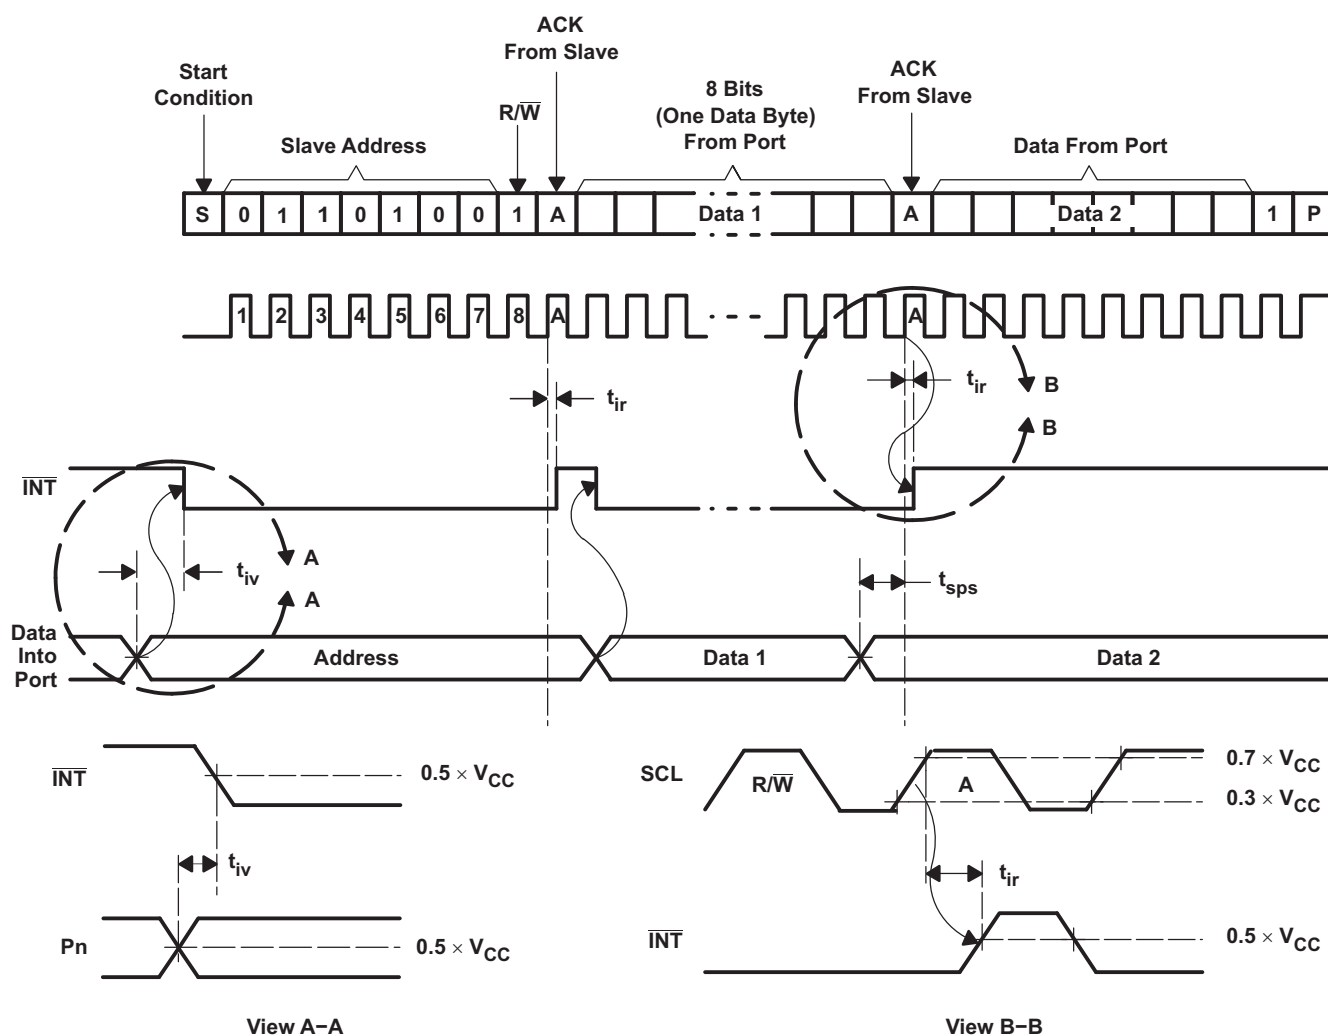 ACK
From Slave
Start
Condition
R/W̅
8 Bits
(One Data Byte)
From Port
ACK
From Slave
Slave Address
Data From Port
S 0 1 1 0 1 0 0 1 A Data 1 A Data 2 1 P
1 2 3 4 5 6 7 8 A A
t_ir
t_ir
B
B
I̅N̅T̅
t_iv
A
A
t_sps
Data
Into
Port
Address
Data 1
Data 2
I̅N̅T̅
0.5 × V_CC
t_iv
Pn
0.5 × V_CC
View A–A
SCL
R/W̅
A
0.7 × V_CC
0.3 × V_CC
t_ir
I̅N̅T̅
0.5 × V_CC
View B–B